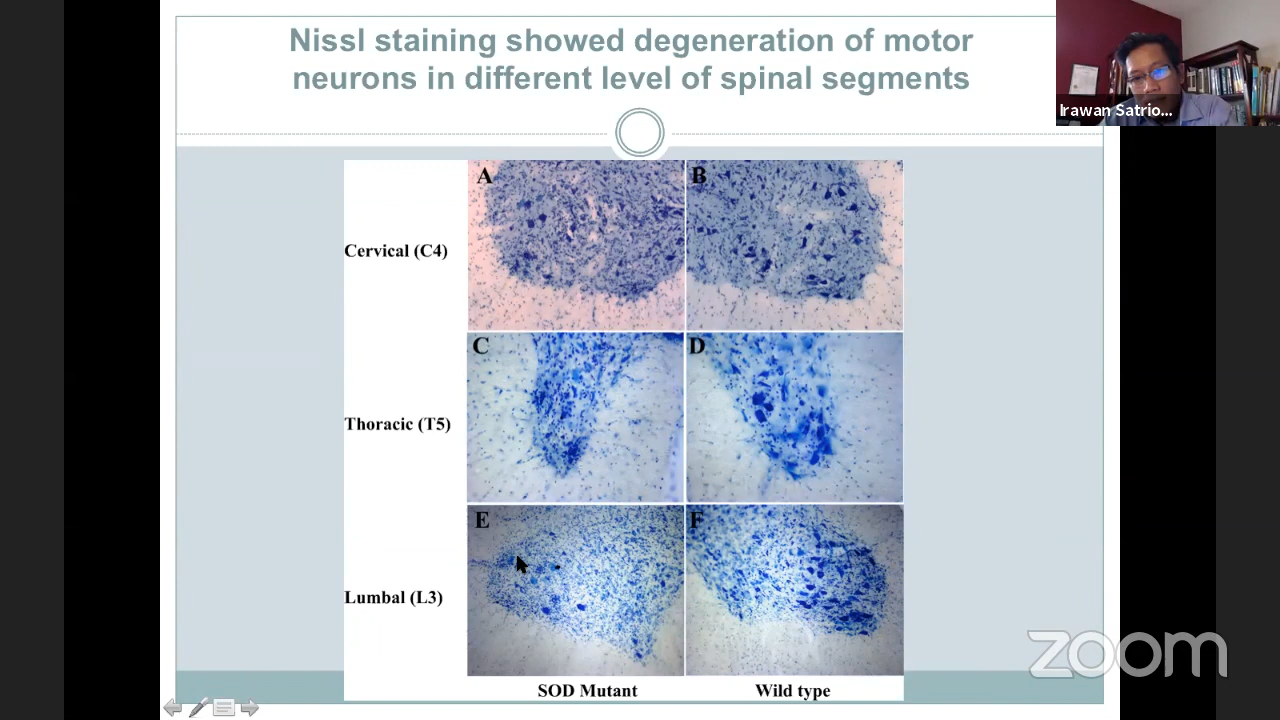 Nissl staining showed degeneration of motor
neurons in different level of spinal segments
Irawan Satrio...
A
B
Cervical (C4)
C
D
Thoracic (T5)
E
F
Lumbal (L3)
SOD Mutant
Wild type
zoom